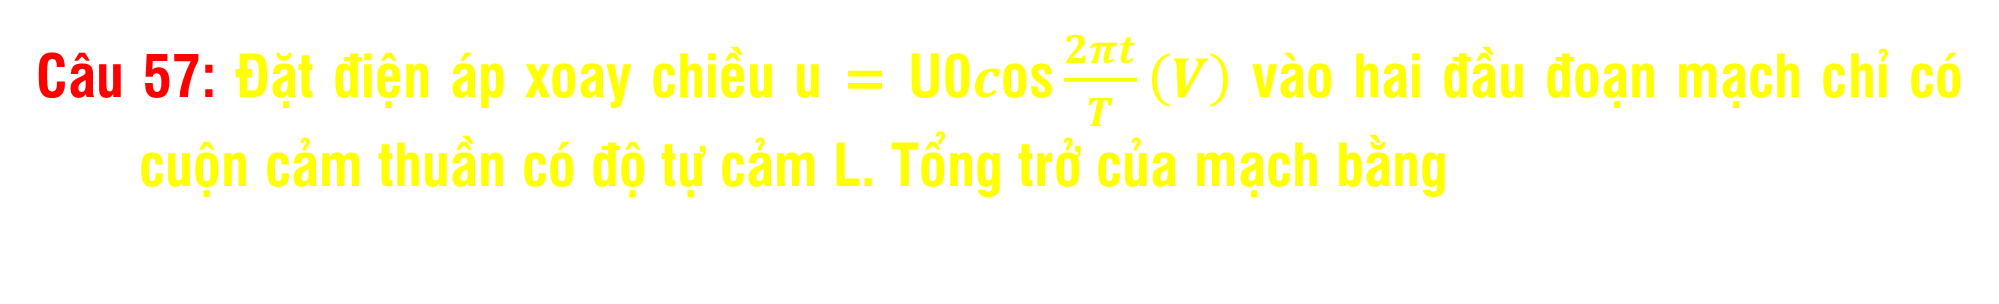 Câu 57: Đặt điện áp xoay chiều u = U0cos\frac{2πt}{T}(V) vào hai đầu đoạn mạch chỉ có
cuộn cảm thuần có độ tự cảm L. Tổng trở của mạch bằng